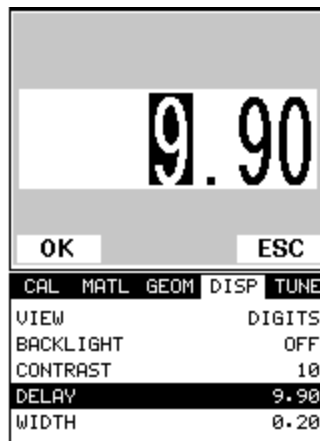 9.90
OK ESC
CAL MATL GEOM DISP TUNE
VIEW DIGITS
BACKLIGHT OFF
CONTRAST 10
DELAY 9.90
WIDTH 0.20